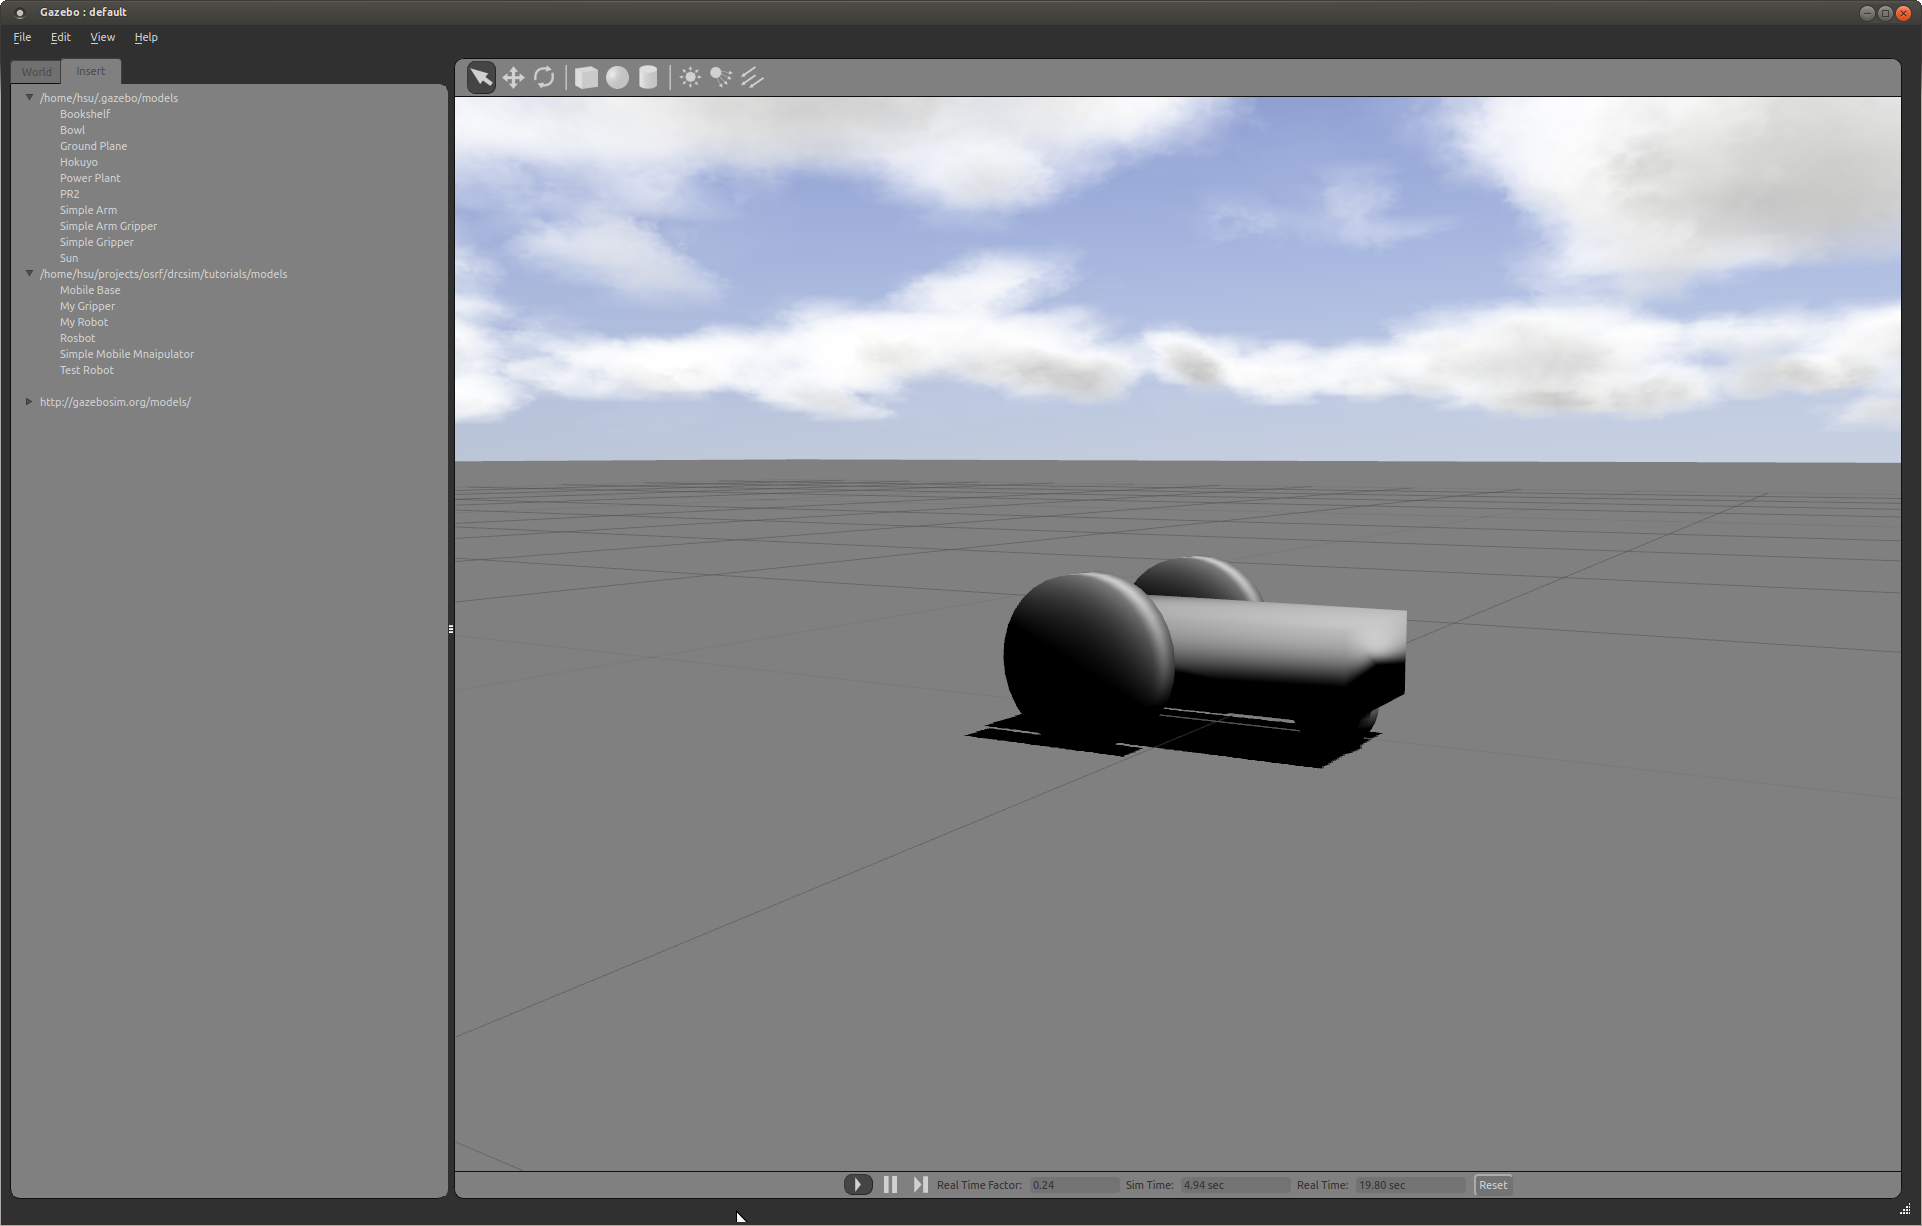 Gazebo : default
File Edit View Help
World Insert
/home/hsu/.gazebo/models
Bookshelf
Bowl
Ground Plane
Hokuyo
Power Plant
PR2
Simple Arm
Simple Arm Gripper
Simple Gripper
Sun
/home/hsu/projects/osrf/drcsim/tutorials/models
Mobile Base
My Gripper
My Robot
Rosbot
Simple Mobile Mnaipulator
Test Robot
http://gazebosim.org/models/
Real Time Factor: 0.24 Sim Time: 4.94 sec Real Time: 19.80 sec Reset